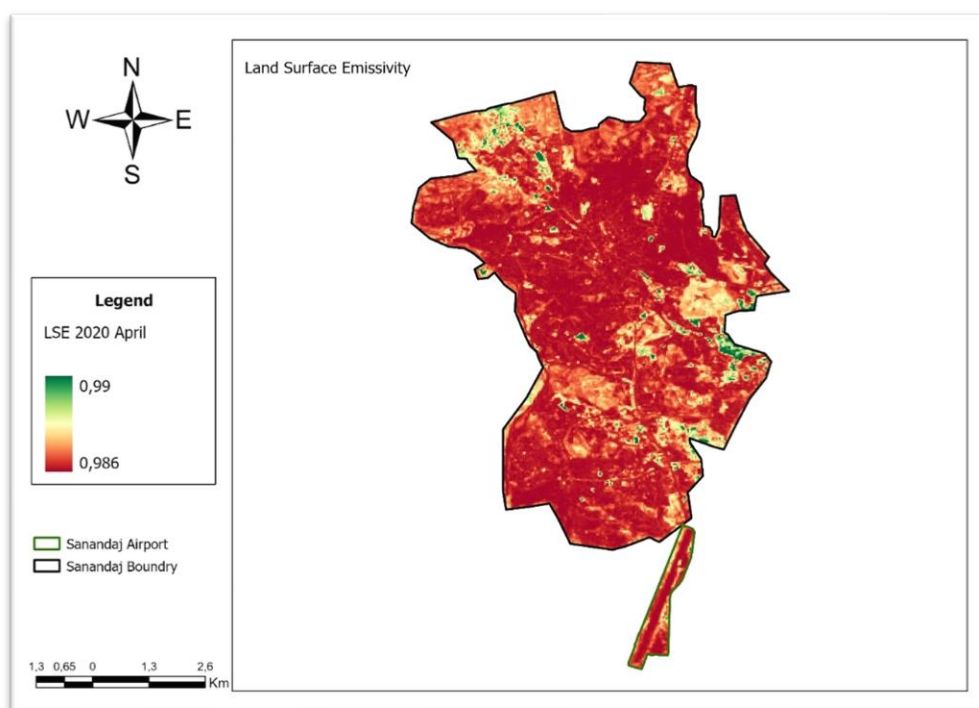 Land Surface Emissivity
N
W E
S
Legend
LSE 2020 April
0,99
0,986
Sanandaj Airport
Sanandaj Boundry
1,3 0,65 0 1,3 2,6
Km